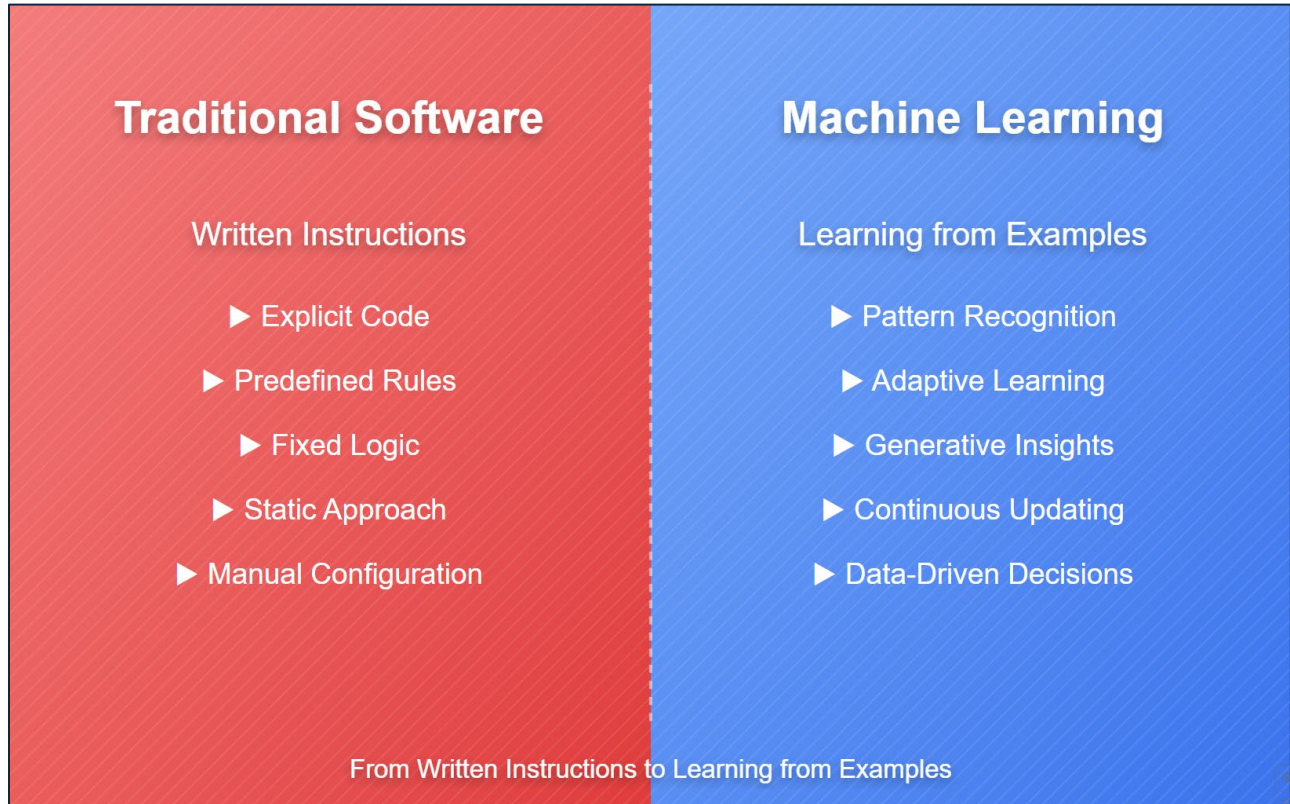 Traditional Software
Written Instructions
▶ Explicit Code
▶ Predefined Rules
▶ Fixed Logic
▶ Static Approach
▶ Manual Configuration
Machine Learning
Learning from Examples
▶ Pattern Recognition
▶ Adaptive Learning
▶ Generative Insights
▶ Continuous Updating
▶ Data-Driven Decisions
From Written Instructions to Learning from Examples